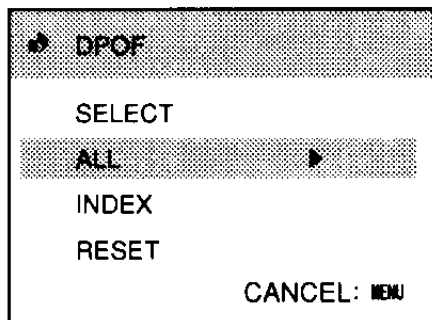 DPOF
SELECT
ALL
INDEX
RESET
CANCEL: MENU